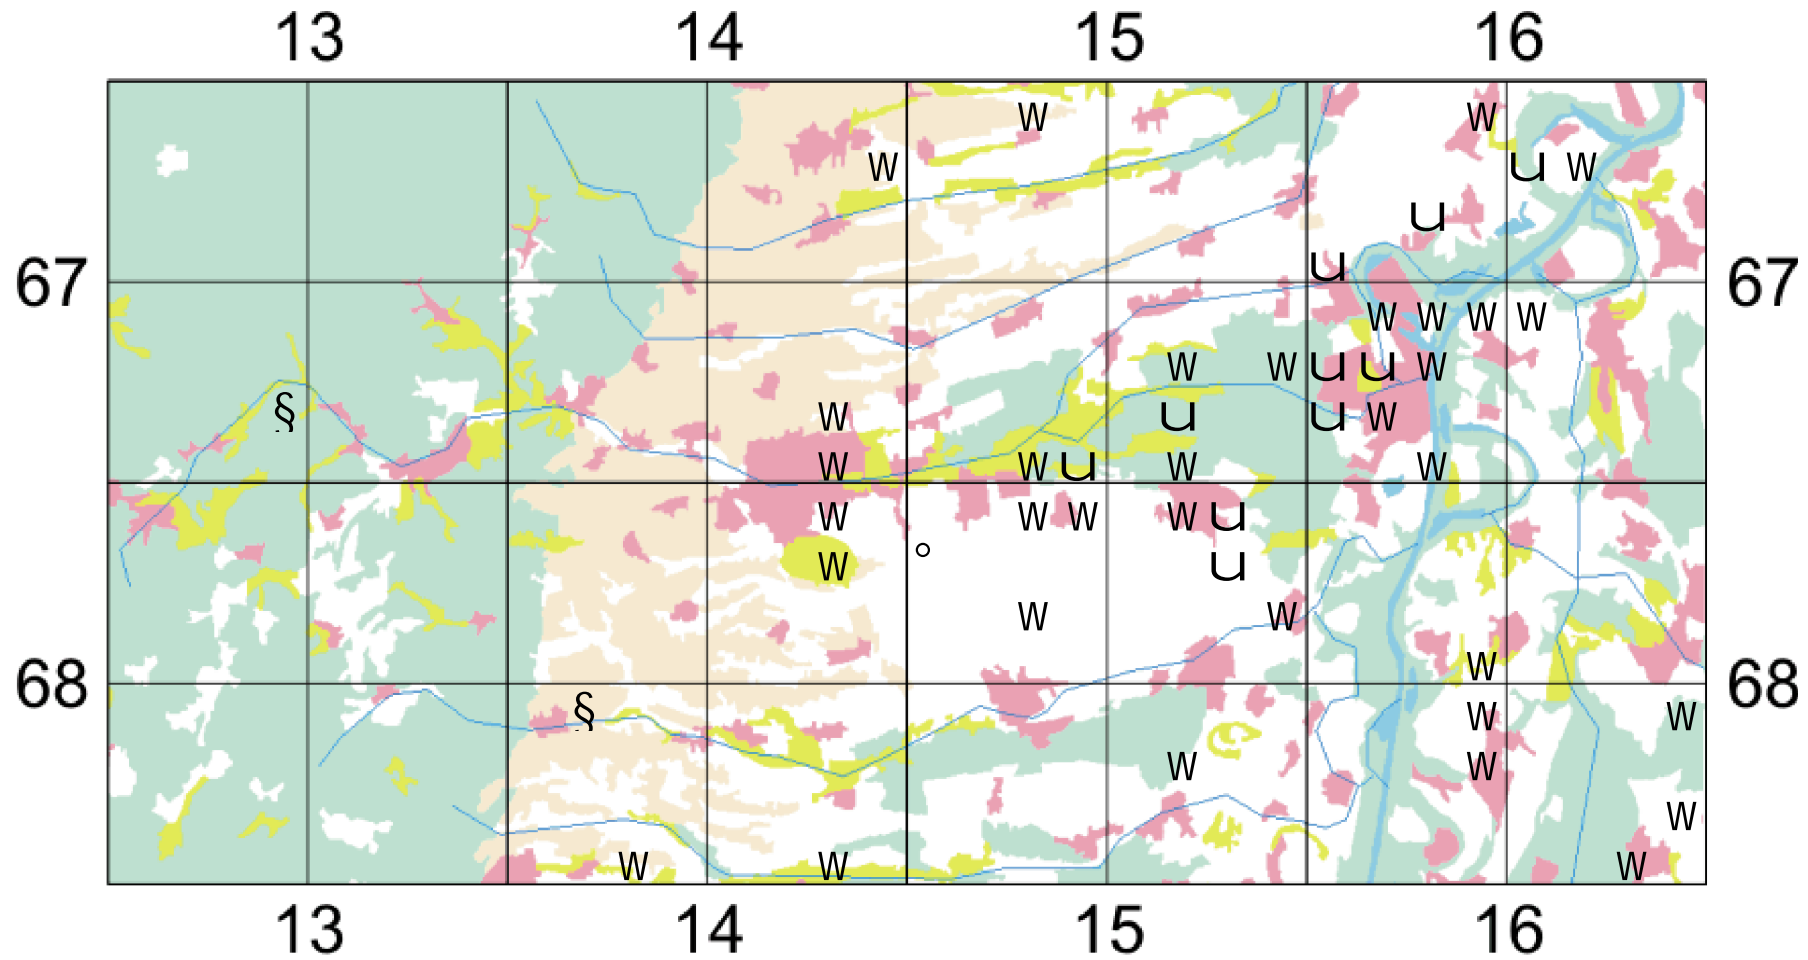 13 14 15 16
W W
W u W
u
67 u 67
W W W W
W W u u W
§ W u u W
W W u W W
W W W W u
° W u
W W
W
68 68
§ W W
W W
W
W W W
13 14 15 16